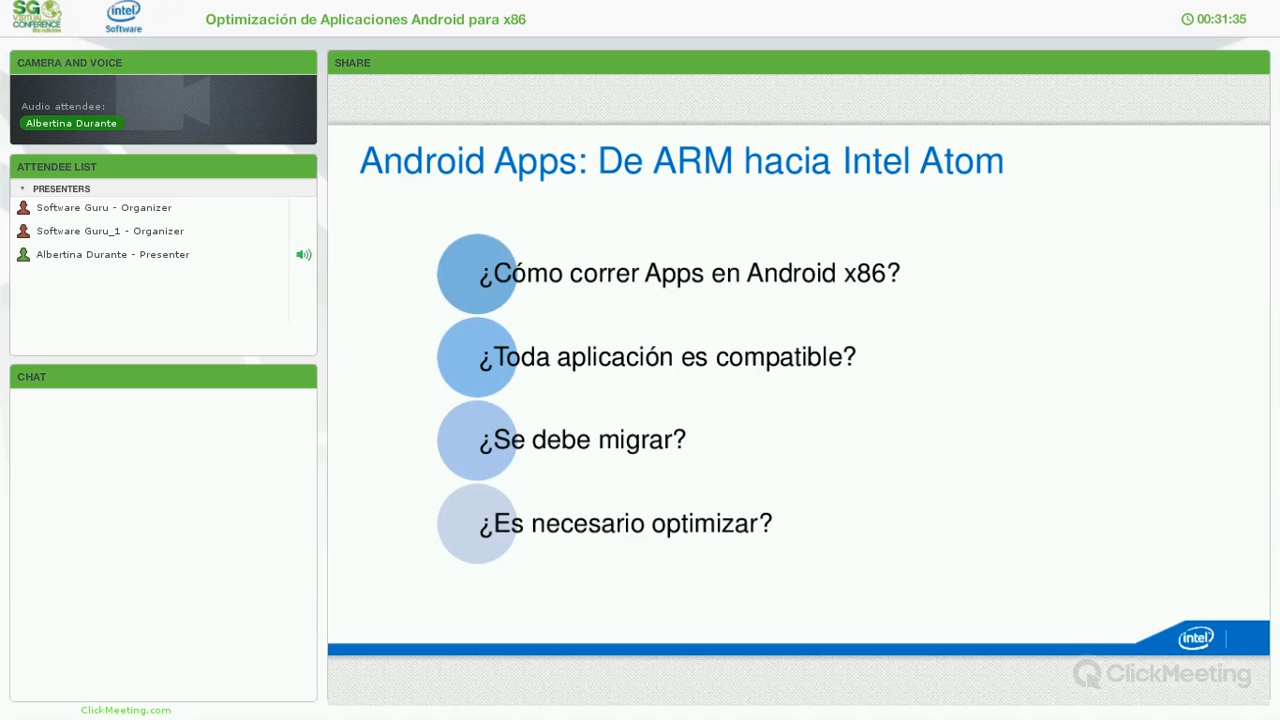 SG
VIRTUAL
CONFERENCE
intel
Software
Optimización de Aplicaciones Android para x86
00:31:35
CAMERA AND VOICE
Audio attendee:
Albertina Durante
ATTENDEE LIST
PRESENTERS
Software Guru - Organizer
Software Guru_1 - Organizer
Albertina Durante - Presenter
CHAT
ClickMeeting.com
SHARE
Android Apps: De ARM hacia Intel Atom
¿Cómo correr Apps en Android x86?
¿Toda aplicación es compatible?
¿Se debe migrar?
¿Es necesario optimizar?
intel
ClickMeeting